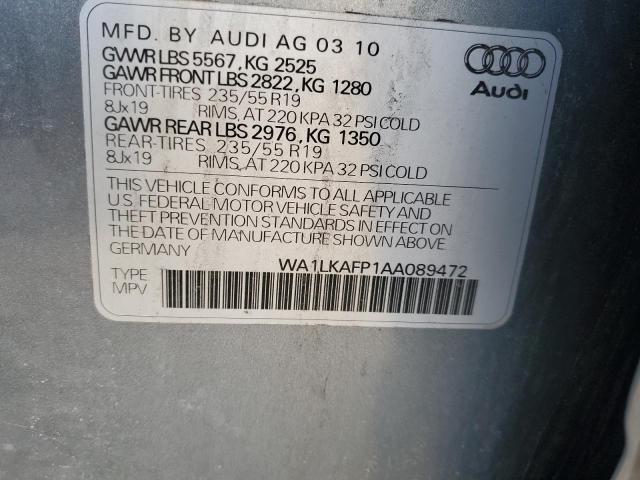 MFD. BY AUDI AG 03 10
GVWR LBS 5567, KG 2525
GAWR FRONT LBS 2822, KG 1280
FRONT-TIRES 235/55 R19
8Jx19 RIMS, AT 220 KPA 32 PSI COLD
GAWR REAR LBS 2976, KG 1350
REAR-TIRES 235/55 R19
8Jx19 RIMS, AT 220 KPA 32 PSI COLD
Audi
THIS VEHICLE CONFORMS TO ALL APPLICABLE
U.S. FEDERAL MOTOR VEHICLE SAFETY AND
THEFT PREVENTION STANDARDS IN EFFECT ON
THE DATE OF MANUFACTURE SHOWN ABOVE
GERMANY
WA1LKAFP1AA089472
TYPE
MPV